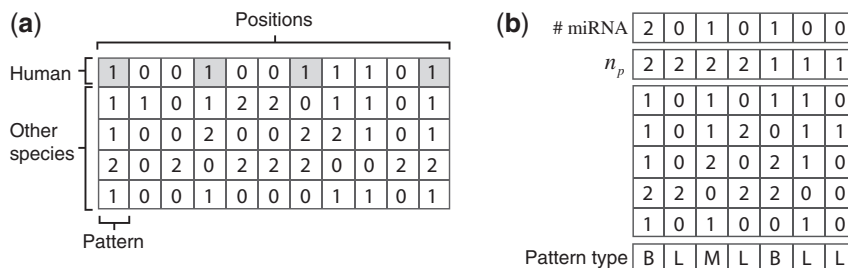 (a)
Positions
Human
1 0 0 1 0 0 1 1 1 0 1
Other species
1 1 0 1 2 2 0 1 1 0 1
1 0 0 2 0 0 2 2 1 0 1
2 0 2 0 2 2 2 0 0 2 2
1 0 0 1 0 0 0 1 1 0 1
Pattern
(b)
# miRNA 2 0 1 0 1 0 0
n_p 2 2 2 2 1 1 1
1 0 1 0 1 1 0
1 0 1 2 0 1 1
1 0 2 0 2 1 0
2 2 0 2 2 0 0
1 0 1 0 0 1 0
Pattern type B L M L B L L